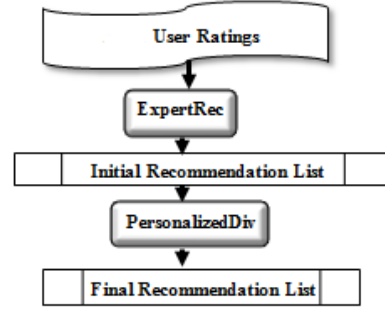 User Ratings
ExpertRec
Initial Recommendation List
PersonalizedDiv
Final Recommendation List